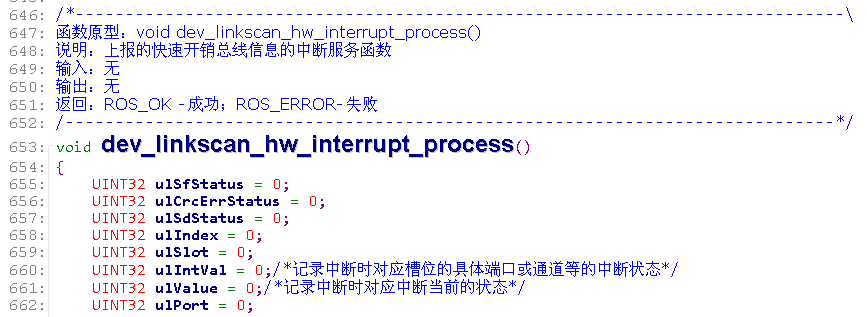 646: /*-----------------------------------------------------------------------------\
647: 函数原型：void dev_linkscan_hw_interrupt_process()
648: 说明：上报的快速开销总线信息的中断服务函数
649: 输入：无
650: 输出：无
651: 返回：ROS_OK -成功；ROS_ERROR-失败
652: /-----------------------------------------------------------------------------*/
653: void dev_linkscan_hw_interrupt_process()
654: {
655: UINT32 ulSfStatus = 0;
656: UINT32 ulCrcErrStatus = 0;
657: UINT32 ulSdStatus = 0;
658: UINT32 ulIndex = 0;
659: UINT32 ulSlot = 0;
660: UINT32 ulIntVal = 0;/*记录中断时对应槽位的具体端口或通道等的中断状态*/
661: UINT32 ulValue = 0;/*记录中断时对应中断当前的状态*/
662: UINT32 ulPort = 0;